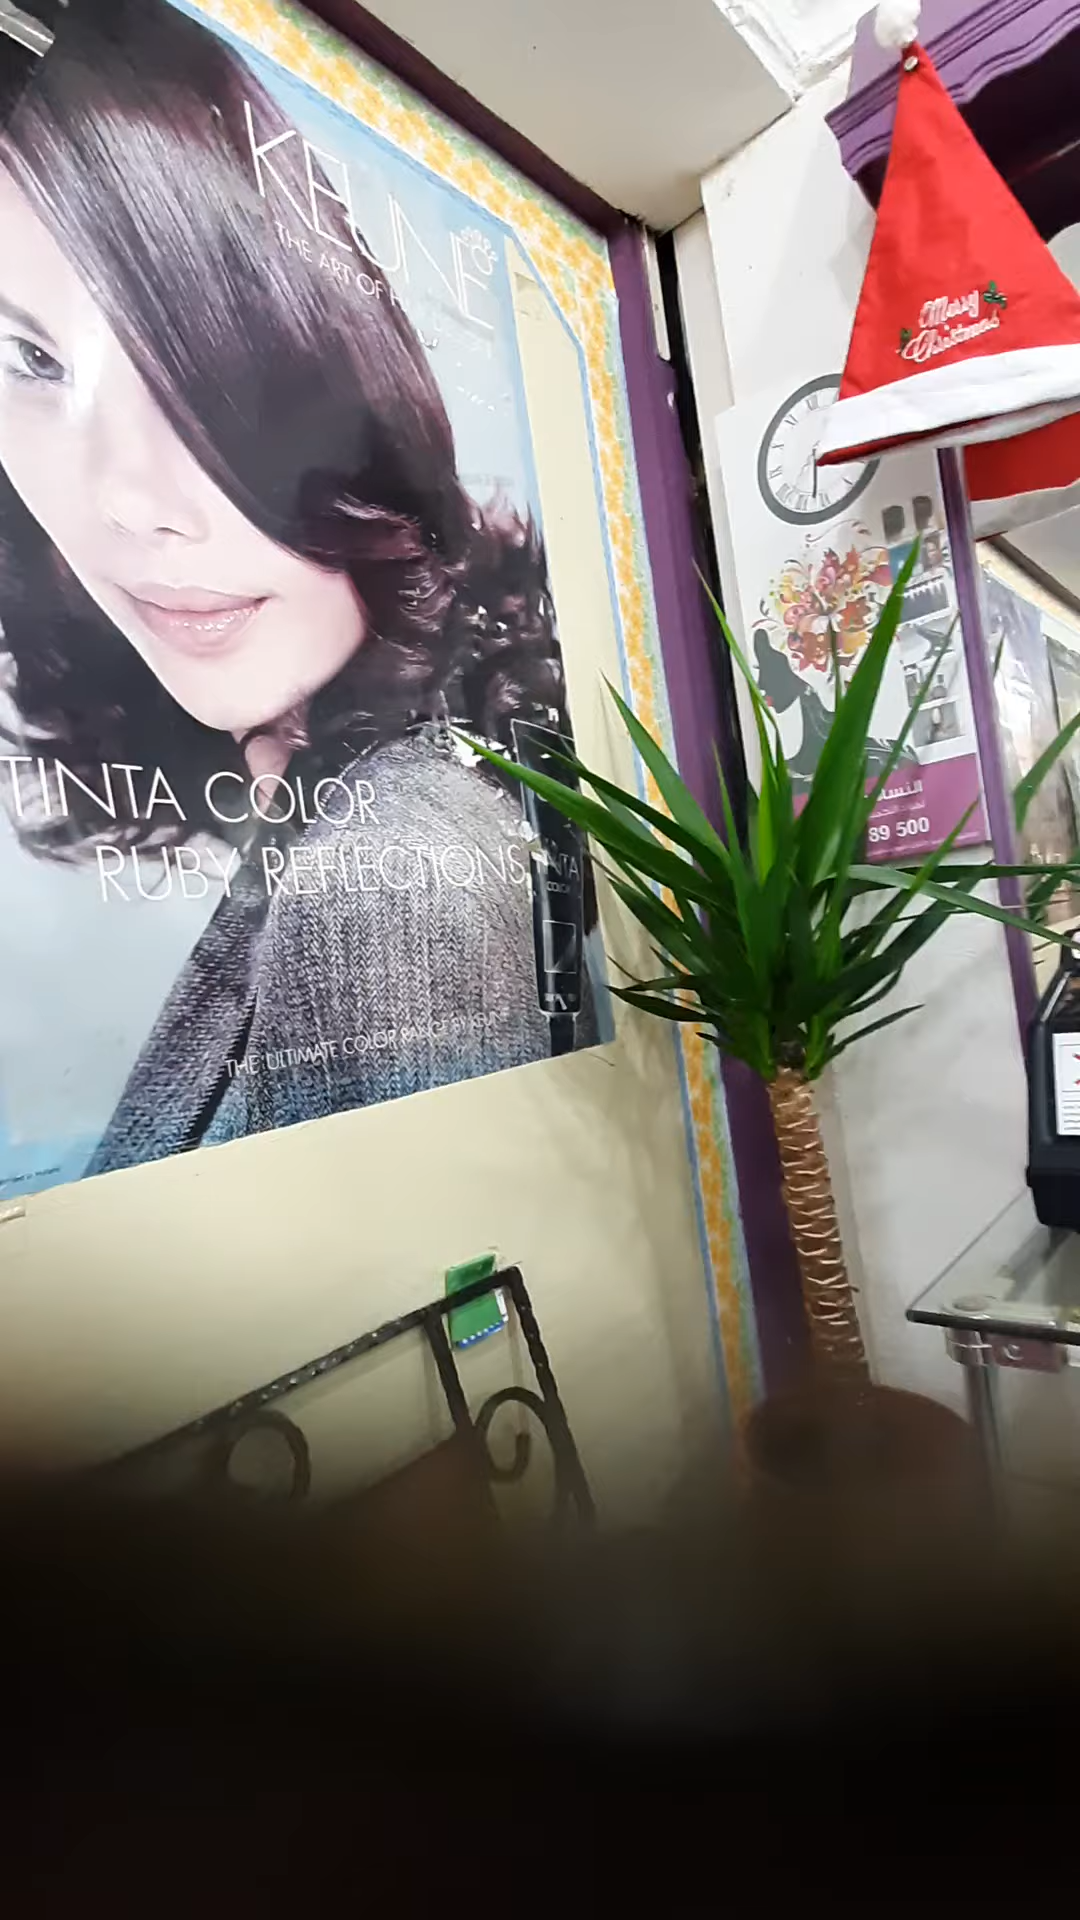 KEUNE
THE ART OF
TINTA COLOR
RUBY REFLECTIONS
THE ULTIMATE COLOR RANGE BY KEUNE
TINTA
COLOR
Merry
Christmas
89 500